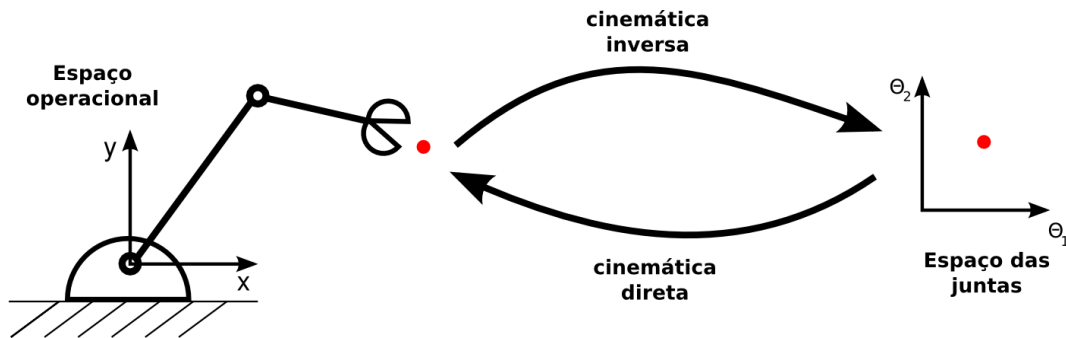 Espaço
operacional
y
x
cinemática
inversa
cinemática
direta
Θ2
Θ1
Espaço das
juntas